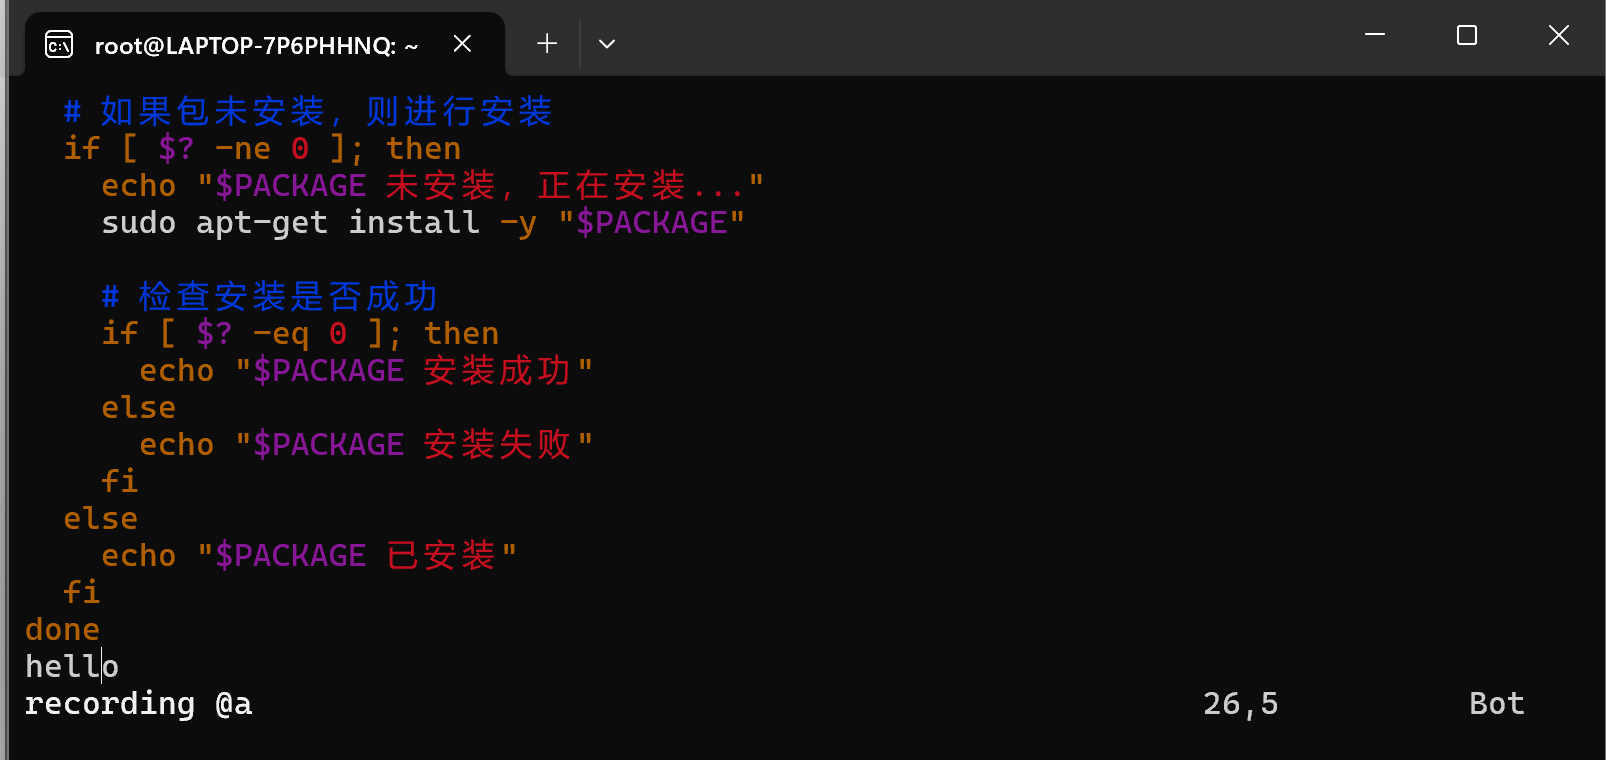 root@LAPTOP-7P6PHHNQ: ~
# 如果包未安装，则进行安装
if [ $? -ne 0 ]; then
echo "$PACKAGE 未安装，正在安装..."
sudo apt-get install -y "$PACKAGE"
# 检查安装是否成功
if [ $? -eq 0 ]; then
echo "$PACKAGE 安装成功"
else
echo "$PACKAGE 安装失败"
fi
else
echo "$PACKAGE 已安装"
fi
done
hello
recording @a 26,5 Bot